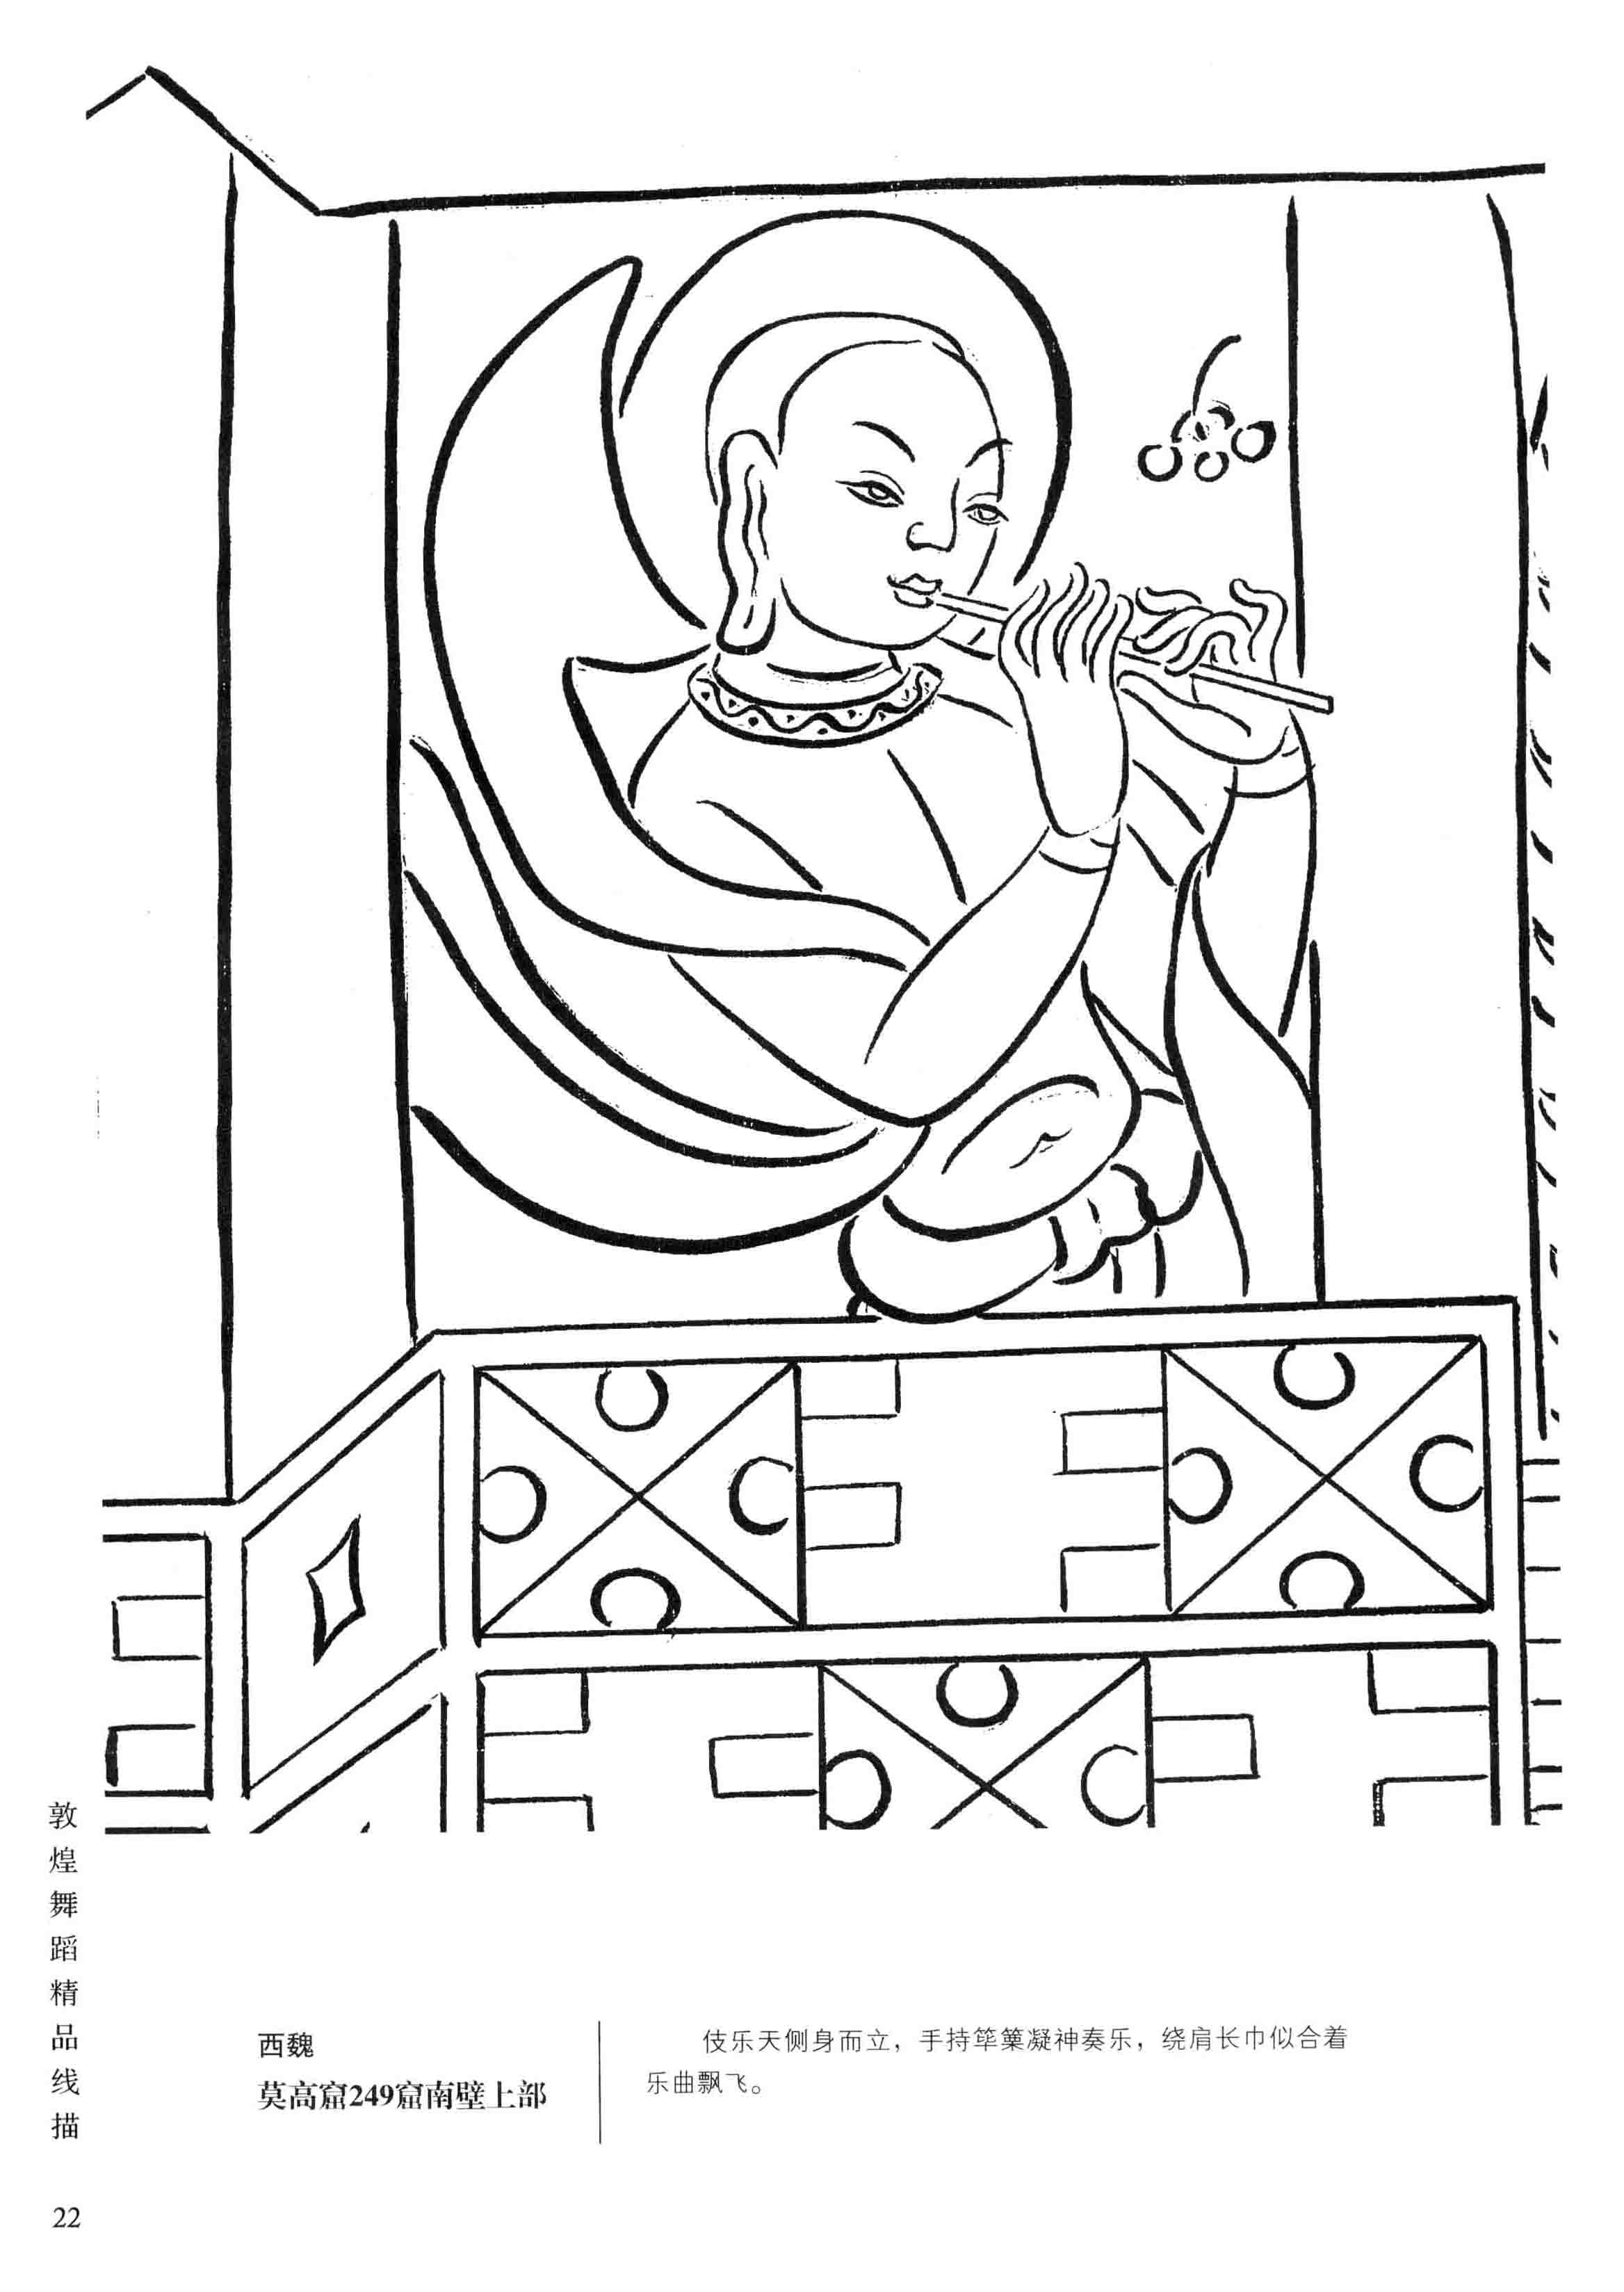 敦煌舞蹈精品线描
西魏
莫高窟249窟南壁上部
伎乐天侧身而立，手持筚篥凝神奏乐，绕肩长巾似合着
乐曲飘飞。
22